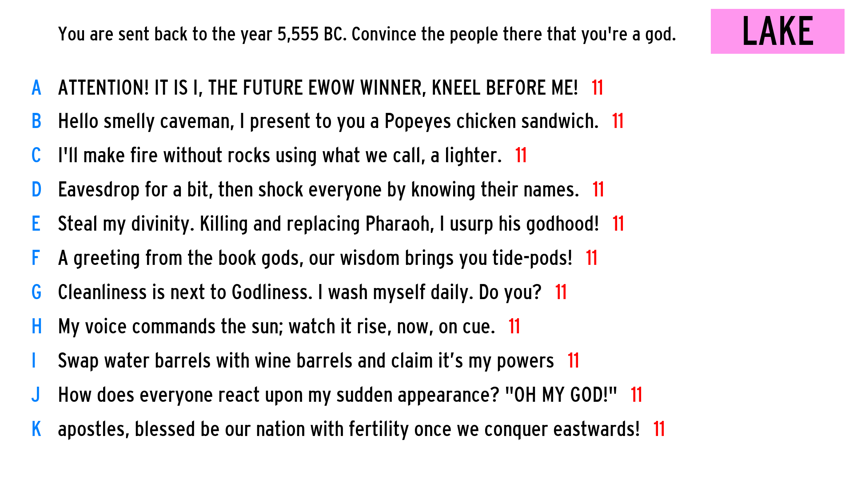 You are sent back to the year 5,555 BC. Convince the people there that you're a god.
LAKE
A ATTENTION! IT IS I, THE FUTURE EWOW WINNER, KNEEL BEFORE ME! 11
B Hello smelly caveman, I present to you a Popeyes chicken sandwich. 11
C I'll make fire without rocks using what we call, a lighter. 11
D Eavesdrop for a bit, then shock everyone by knowing their names. 11
E Steal my divinity. Killing and replacing Pharaoh, I usurp his godhood! 11
F A greeting from the book gods, our wisdom brings you tide-pods! 11
G Cleanliness is next to Godliness. I wash myself daily. Do you? 11
H My voice commands the sun; watch it rise, now, on cue. 11
I Swap water barrels with wine barrels and claim it’s my powers 11
J How does everyone react upon my sudden appearance? "OH MY GOD!" 11
K apostles, blessed be our nation with fertility once we conquer eastwards! 11